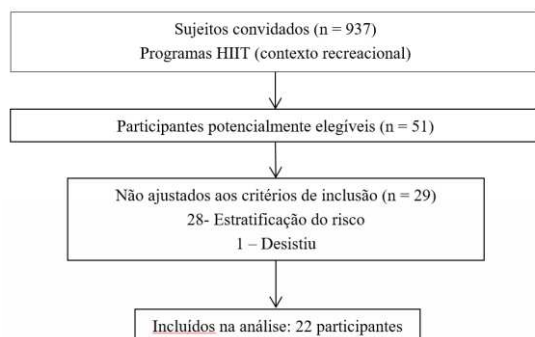 Sujeitos convidados (n = 937)
Programas HIIT (contexto recreacional)
Participantes potencialmente elegíveis (n = 51)
Não ajustados aos critérios de inclusão (n = 29)
28- Estratificação do risco
1 – Desistiu
Incluídos na análise: 22 participantes